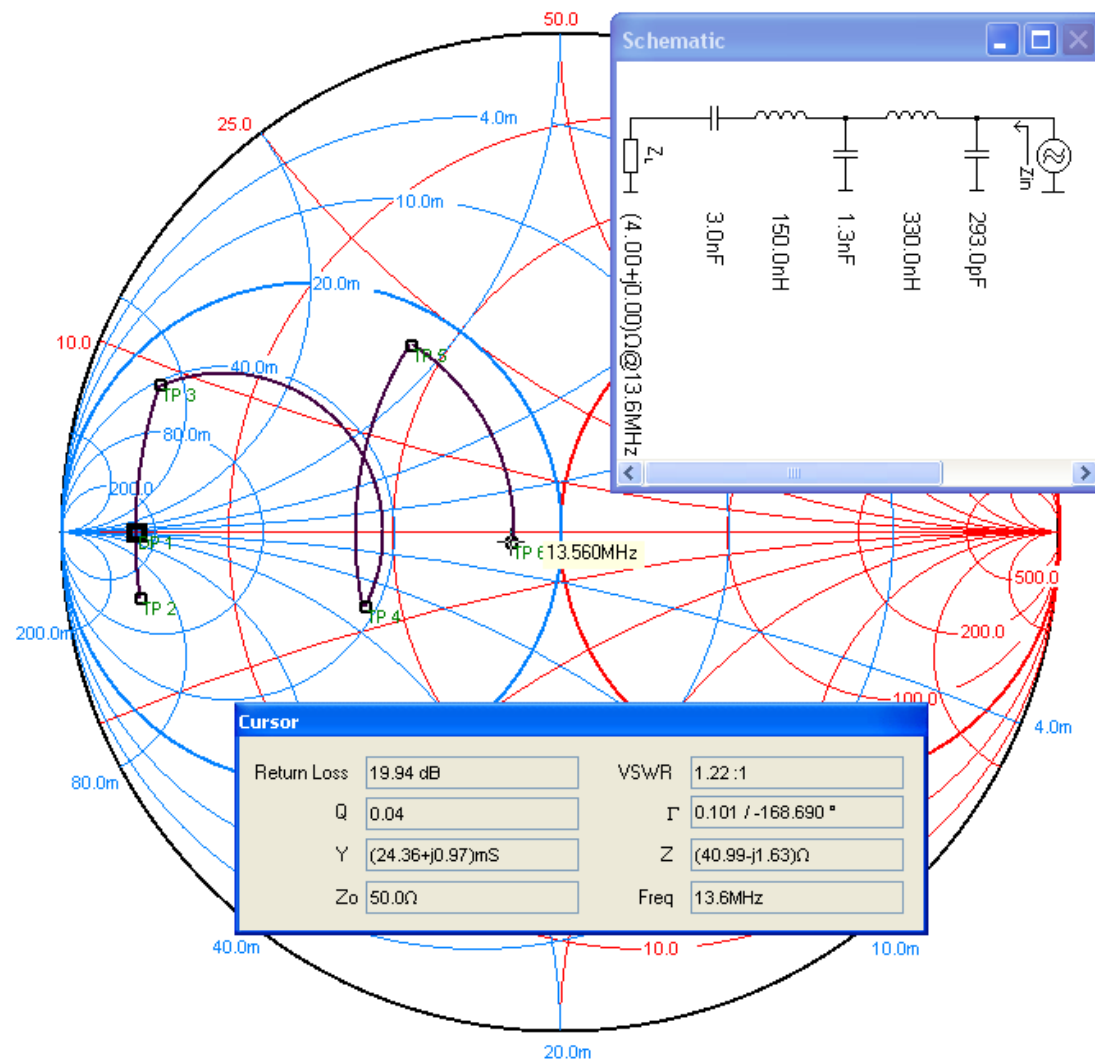 50.0
Schematic
25.0
4.0m
10.0m
20.0m
10.0
40.0m
80.0m
200.0
TP 3
TP 5
TP 2
TP 4
TP 6
13.560MHz
ZL
(4.00+j0.00)Ω@13.6MHz
3.0nF
150.0nH
1.3nF
330.0nH
293.0pF
Zin
500.0
200.0
100.0
200.0m
4.0m
80.0m
Cursor
Return Loss 19.94 dB
VSWR 1.22 :1
Q 0.04
Γ 0.101 / -168.690 °
Y (24.36+j0.97)mS
Z (40.99-j1.63)Ω
Zo 50.0Ω
Freq 13.6MHz
40.0m
10.0
10.0m
20.0m